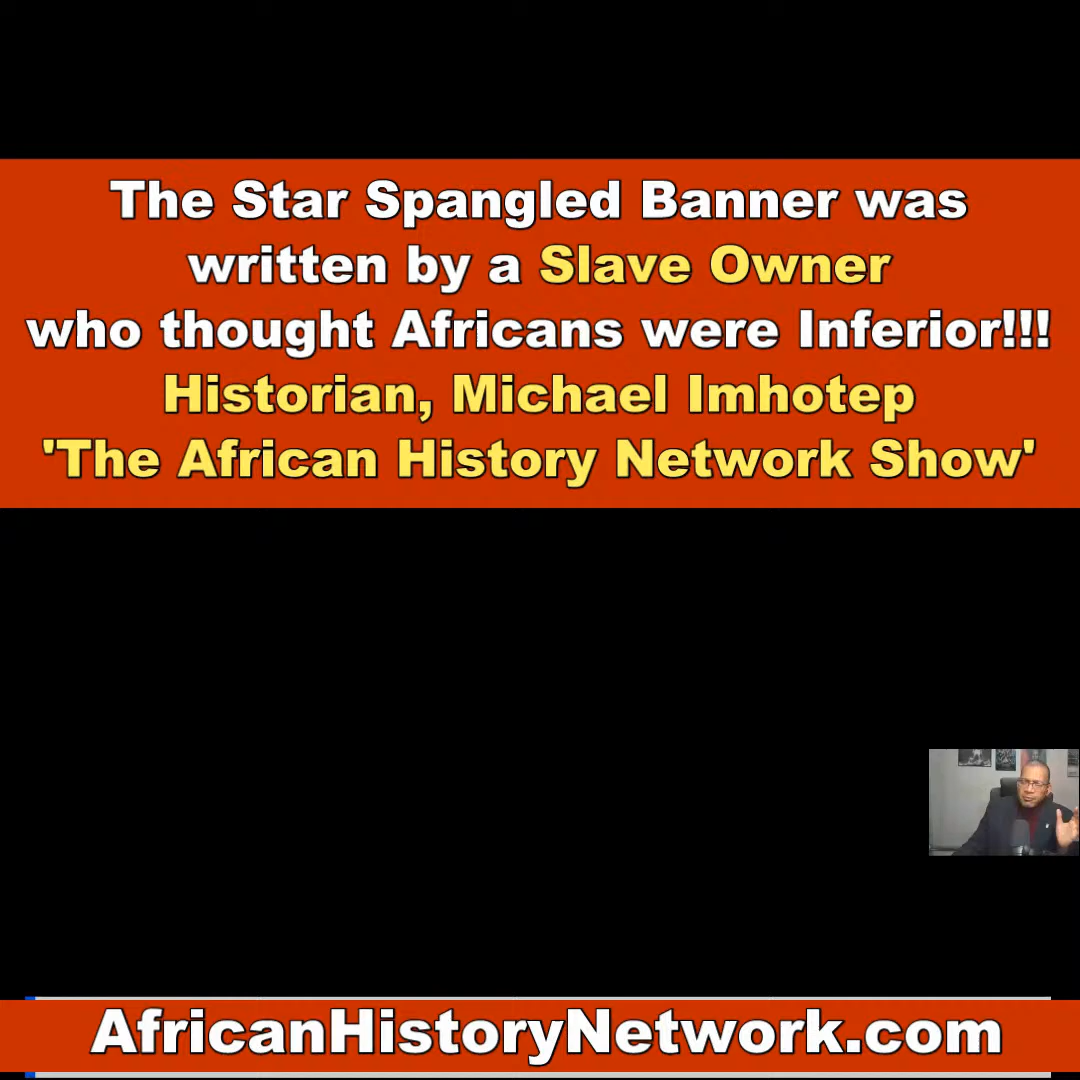 The Star Spangled Banner was
written by a Slave Owner
who thought Africans were Inferior!!!
Historian, Michael Imhotep
'The African History Network Show'
AfricanHistoryNetwork.com